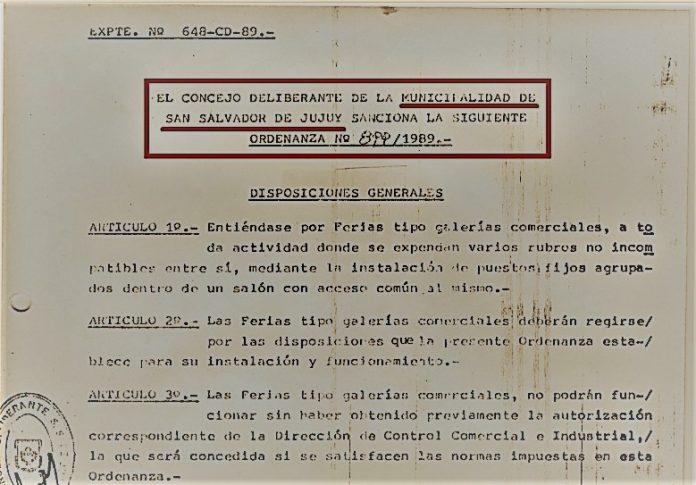 EXPTE. Nº 648-CD-89.-
EL CONCEJO DELIBERANTE DE LA MUNICIPALIDAD DE
SAN SALVADOR DE JUJUY SANCIONA LA SIGUIENTE
ORDENANZA Nº 899/1989.-
DISPOSICIONES GENERALES
ARTICULO 1º.- Entiéndase por Ferias tipo galerías comerciales, a to
da actividad donde se expendan varios rubros no incom
patibles entre sí, mediante la instalación de puestos fijos agrupa-
dos dentro de un salón con acceso común al mismo.-
ARTICULO 2º.- Las Ferias tipo galerías comerciales deberán regirse/
por las disposiciones que la presente Ordenanza esta-/
blece para su instalación y funcionamiento.-
ARTICULO 3º.- Las Ferias tipo galerías comerciales, no podrán fun-/
cionar sin haber obtenido previamente la autorización
correspondiente de la Dirección de Control Comercial e Industrial,/
la que será concedida si se satisfacen las normas impuestas en esta
Ordenanza.-